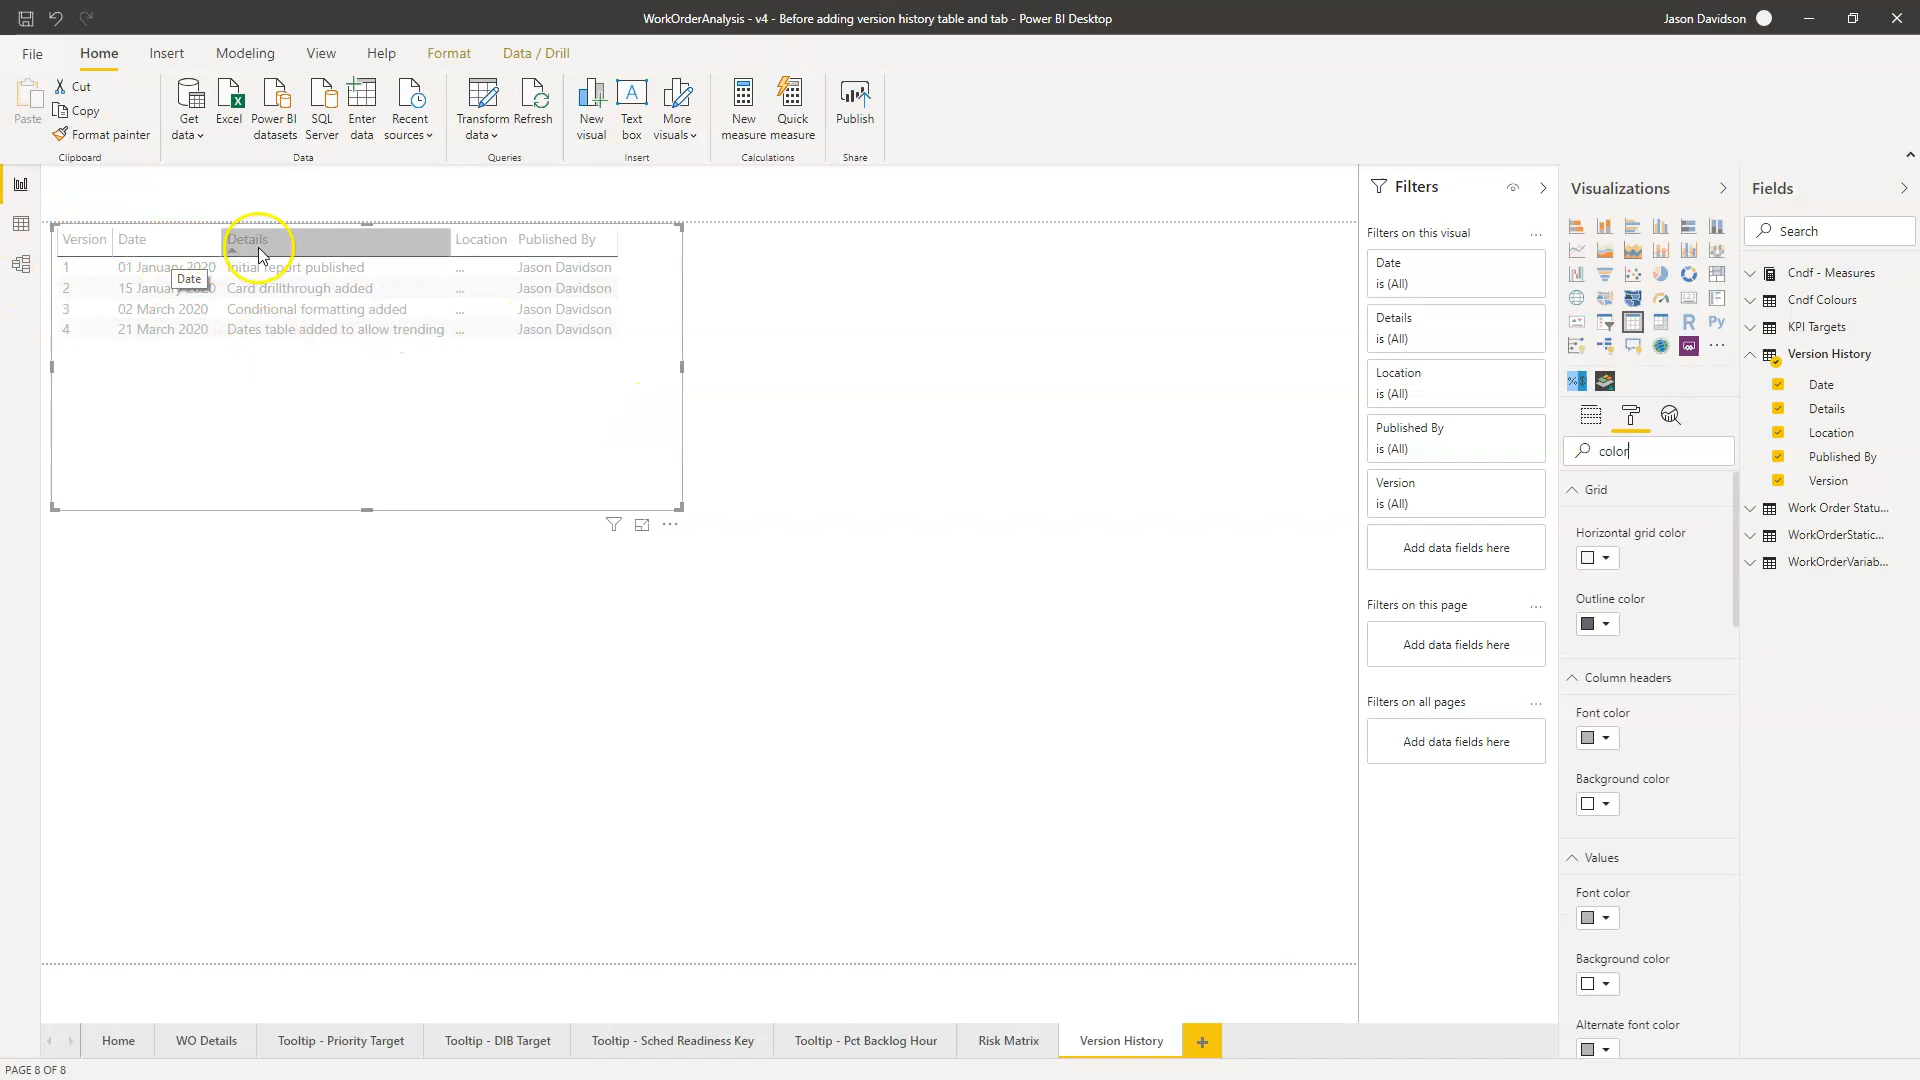 WorkOrderAnalysis - v4 - Before adding version history table and tab - Power BI Desktop
Jason Davidson
File Home Insert Modeling View Help Format Data / Drill
Paste
Cut
Copy
Format painter
Clipboard
Get data
Excel
Power BI datasets
SQL Server
Enter data
Recent sources
Data
Transform data
Refresh
Queries
New visual
A
Text box
More visuals
Insert
New measure
Quick measure
Calculations
Publish
Share
Version Date Details Location Published By
1 01 January 2020 Initial report published ... Jason Davidson
2 15 January 2020 Card drillthrough added ... Jason Davidson
3 02 March 2020 Conditional formatting added ... Jason Davidson
4 21 March 2020 Dates table added to allow trending ... Jason Davidson
Date
Filters
Filters on this visual ...
Date
is (All)
Details
is (All)
Location
is (All)
Published By
is (All)
Version
is (All)
Add data fields here
Filters on this page ...
Add data fields here
Filters on all pages ...
Add data fields here
Visualizations
R Py
color
Grid
Horizontal grid color
Outline color
Column headers
Font color
Background color
Values
Font color
Background color
Alternate font color
Fields
Search
Cndf - Measures
Cndf Colours
KPI Targets
Version History
Date
Details
Location
Published By
Version
Work Order Statu...
WorkOrderStatic...
WorkOrderVariab...
Home WO Details Tooltip - Priority Target Tooltip - DIB Target Tooltip - Sched Readiness Key Tooltip - Pct Backlog Hour Risk Matrix Version History +
PAGE 8 OF 8